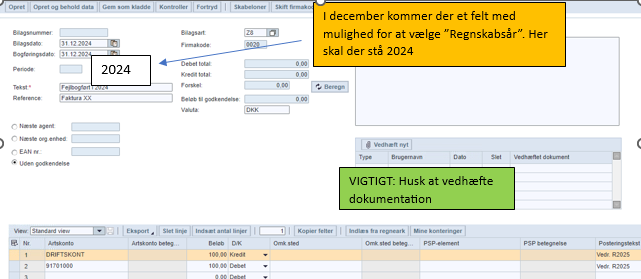 Opret Opret og behold data Gem som kladde Kontroller Fortryd Skabeloner Skift firmakode
I december kommer der et felt med
mulighed for at vælge ”Regnskabsår”. Her
skal der stå 2024
Bilagsnummer:
Bilagsdato: 31.12.2024
Bogføringsdato: 31.12.2024
Periode:
2024
Tekst:* Fejlbogført i 2024
Reference: Faktura XX
Bilagsart: Z8
Firmakode: 0020
Debet total: 0,00
Kredit total: 0,00
Forskel: 0,00
Beregn
Beløb til godkendelse: 0,00
Valuta: DKK
Næste agent:
Næste org.enhed:
EAN nr.:
Uden godkendelse
Vedhæft nyt
Type Brugernavn Dato Slet Vedhæftet dokument
VIGTIGT: Husk at vedhæfte
dokumentation
View: Standard view Eksport Slet linje Indsæt antal linjer 1 Kopier felter Indlæs fra regneark Mine konteringer
Nr. Artskonto Artskonto beteg... Beløb D/K Omk.sted Omk.sted beteg... PSP-element PSP betegnelse Posteringstekst
1 DRIFTSKONT 100,00 Kredit Vedr. R2025
2 91701000 100,00 Debet Vedr. R2025
3 0,00 Debet